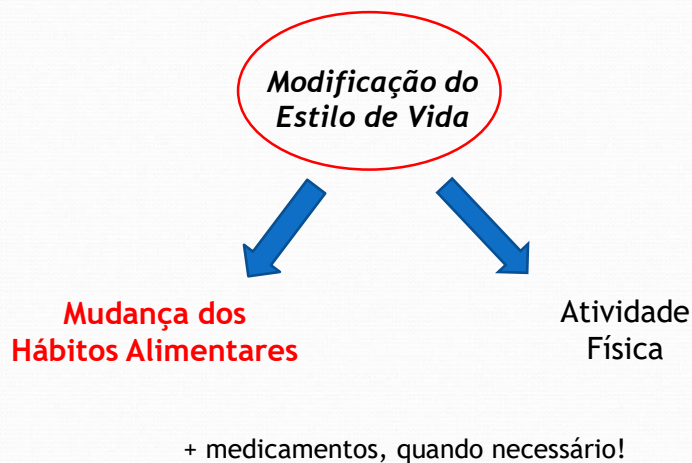 Modificação do
Estilo de Vida
Mudança dos
Hábitos Alimentares
Atividade
Física
+ medicamentos, quando necessário!